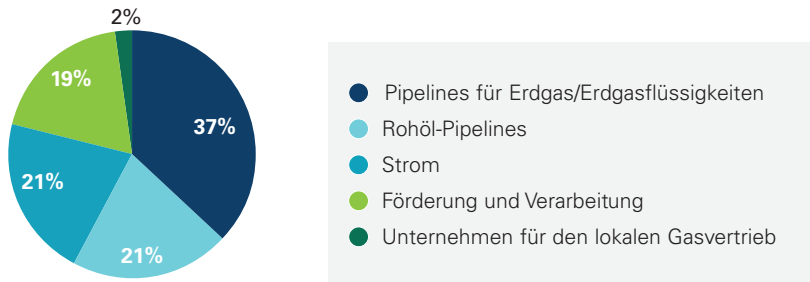 2%
19%
37%
21%
21%
Pipelines für Erdgas/Erdgasflüssigkeiten
Rohöl-Pipelines
Strom
Förderung und Verarbeitung
Unternehmen für den lokalen Gasvertrieb